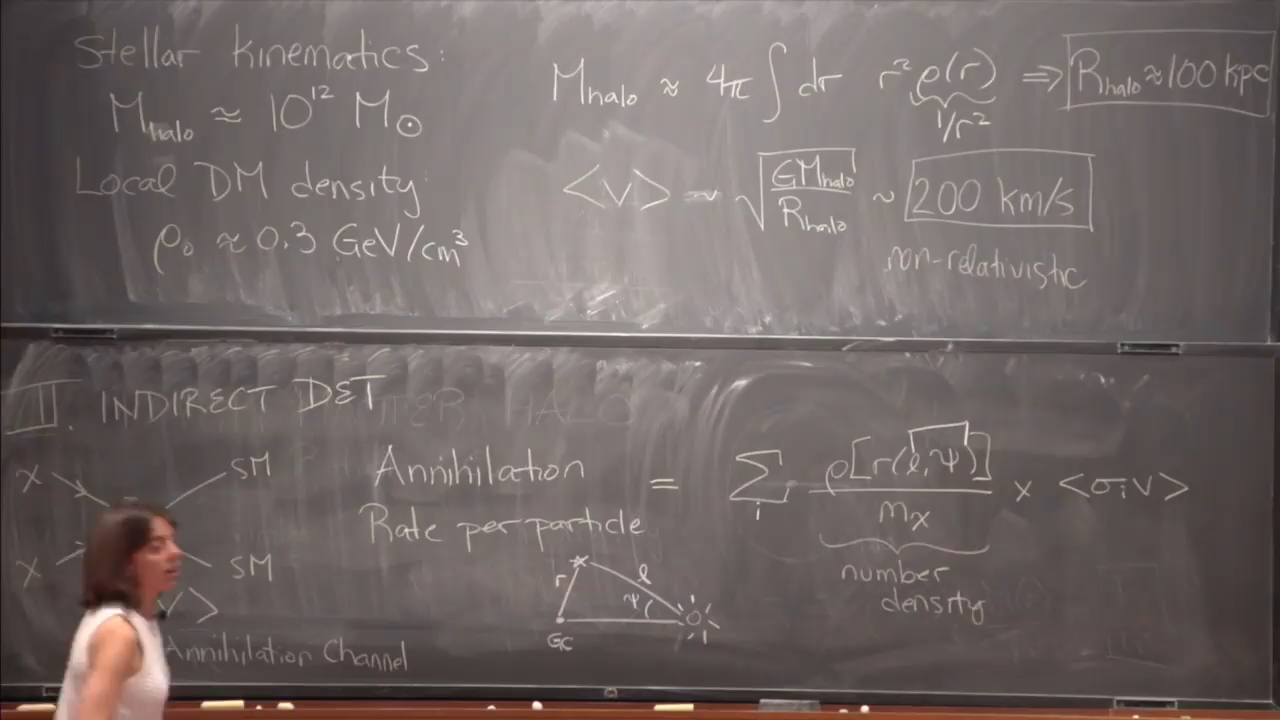 Stellar kinematics:
M_halo ≈ 10^12 M_⊙
Local DM density:
ρ_0 ≈ 0.3 GeV/cm^3
M_halo ≈ 4π ∫ dr r^2 ρ(r) ⇒ R_halo ≈ 100 kpc
1/r^2
<v> ~ √(GM_halo / R_halo) ~ 200 km/s
non-relativistic
II. INDIRECT DET
χ SM
χ SM
v>
Annihilation Channel
Annihilation
Rate per particle
= Σ_i ρ[r(ℓ,Ψ)] / m_χ × <σ_i v>
number
density
r ℓ
Ψ
GC